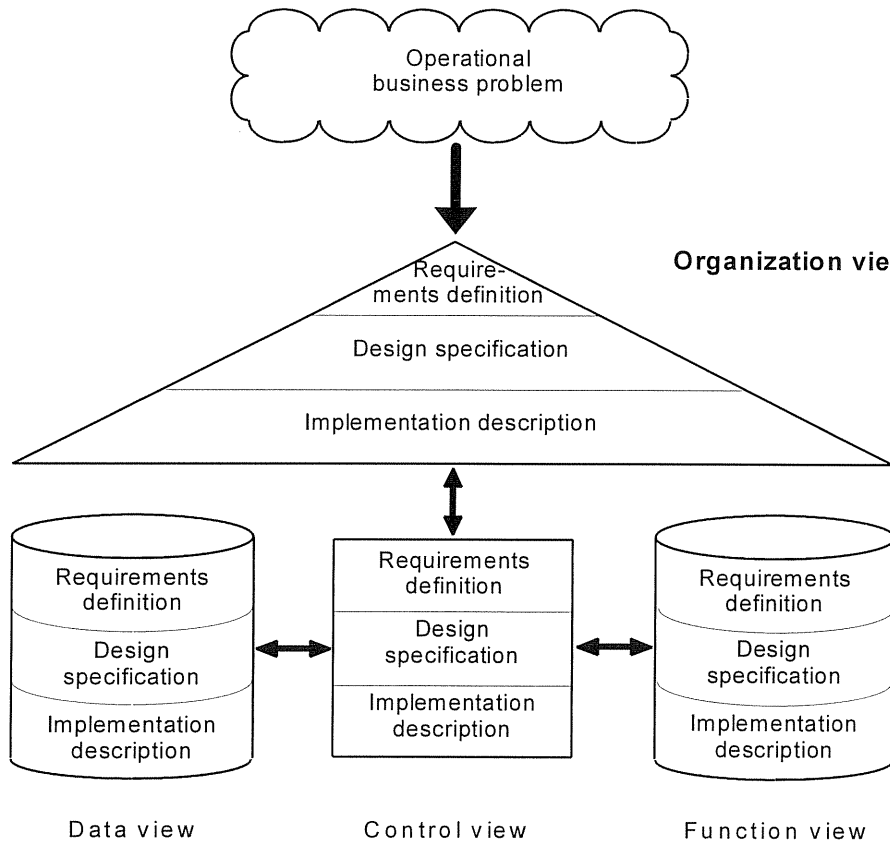 Operational
business problem
Organization vie
Require-
ments definition
Design specification
Implementation description
Requirements
definition
Design
specification
Implementation
description
Requirements
definition
Design
specification
Implementation
description
Requirements
definition
Design
specification
Implementation
description
Data view
Control view
Function view